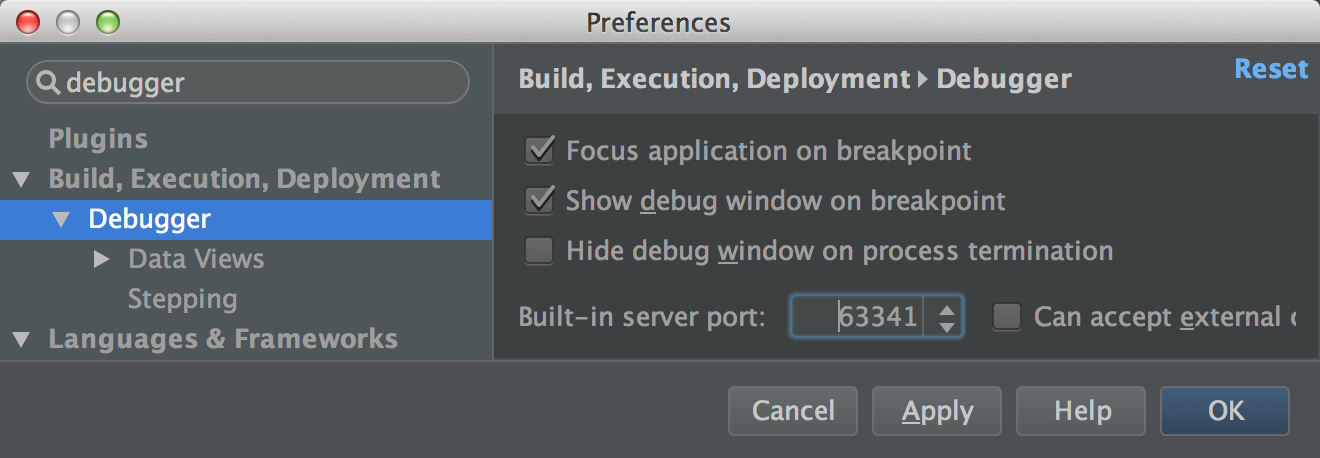 Preferences
debugger
Plugins
Build, Execution, Deployment
Debugger
Data Views
Stepping
Languages & Frameworks
Build, Execution, Deployment Debugger
Reset
Focus application on breakpoint
Show debug window on breakpoint
Hide debug window on process termination
Built-in server port: 63341 Can accept external
Cancel Apply Help OK